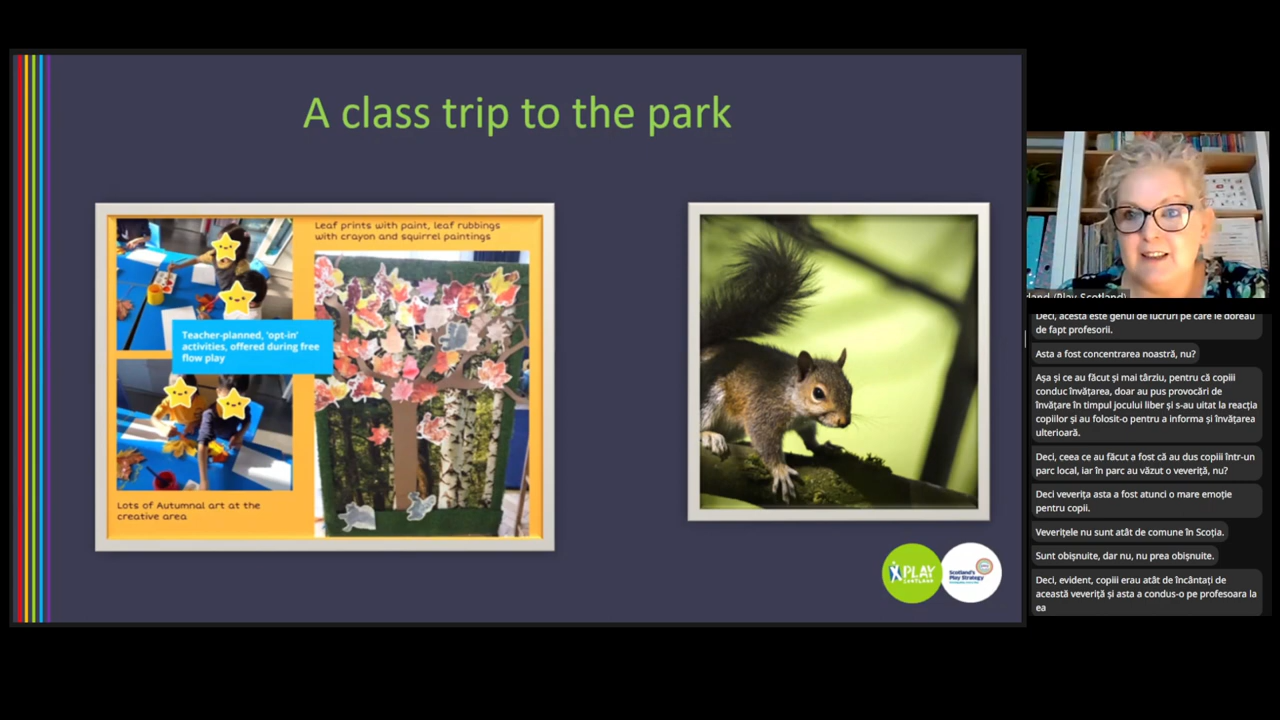 A class trip to the park
Leaf prints with paint, leaf rubbings
with crayon and squirrel paintings
Teacher-planned, 'opt-in'
activities, offered during free
flow play
Lots of Autumnal art at the
creative area
PLAY
SCOTLAND
Scotland's
Play Strategy
land (Play Scotland)
Deci, acesta este genul de lucruri pe care le doreau
de fapt profesorii.
Asta a fost concentrarea noastră, nu?
Așa și ce au făcut și mai târziu, pentru că copiii
conduc învățarea, doar au pus provocări de
învățare în timpul jocului liber și s-au uitat la reacția
copiilor și au folosit-o pentru a informa și învățarea
ulterioară.
Deci, ceea ce au făcut a fost că au dus copiii într-un
parc local, iar în parc au văzut o veveriță, nu?
Deci veverița asta a fost atunci o mare emoție
pentru copii.
Veverițele nu sunt atât de comune în Scoția.
Sunt obișnuite, dar nu, nu prea obișnuite.
Deci, evident, copiii erau atât de încântați de
această veveriță și asta a condus-o pe profesoara la
ea